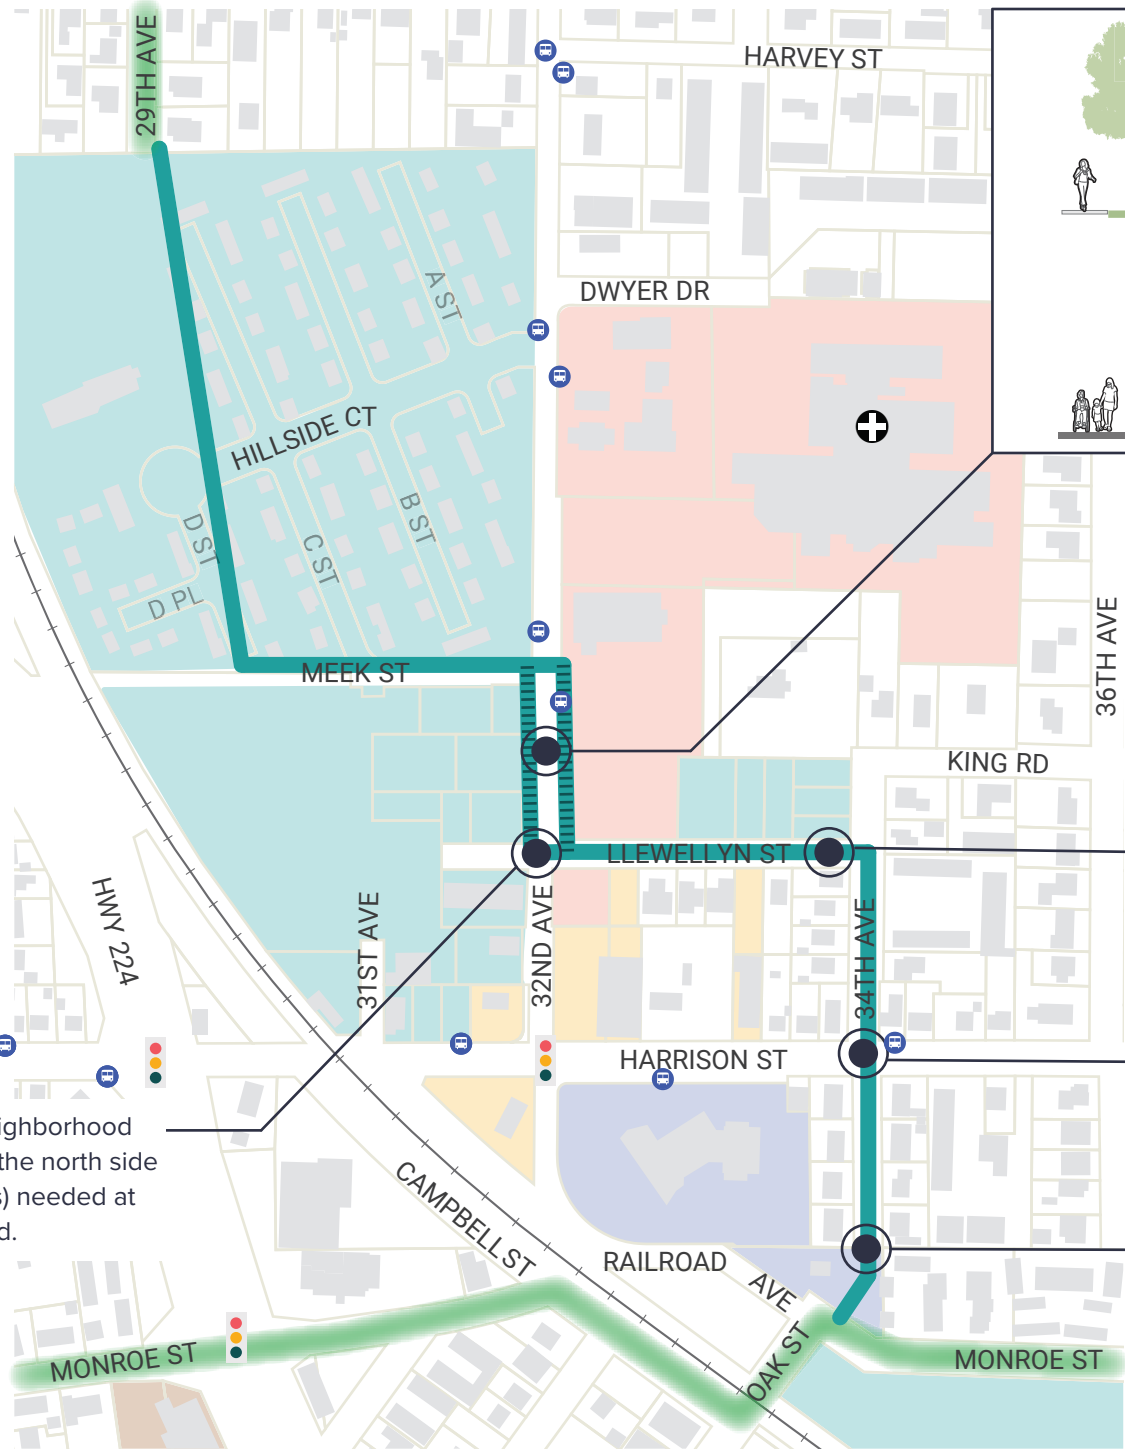 29TH AVE
HARVEY ST
A ST
DWYER DR
HILLSIDE CT
B ST
D ST
C ST
D PL
36TH AVE
MEEK ST
KING RD
LLEWELLYN ST
HWY 224
31ST AVE
32ND AVE
34TH AVE
HARRISON ST
ighborhood
the north side
s) needed at
d.
CAMPBELL ST
RAILROAD
AVE
OAK ST
MONROE ST
MONROE ST